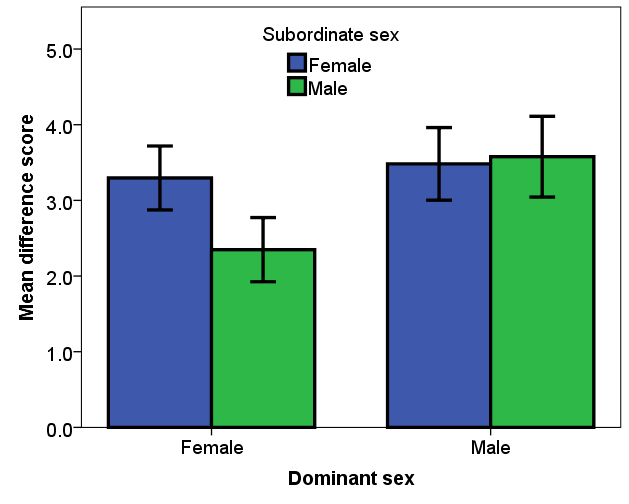 Subordinate sex
Female
Male
5.0
4.0
3.0
2.0
1.0
0.0
Mean difference score
Female Male
Dominant sex